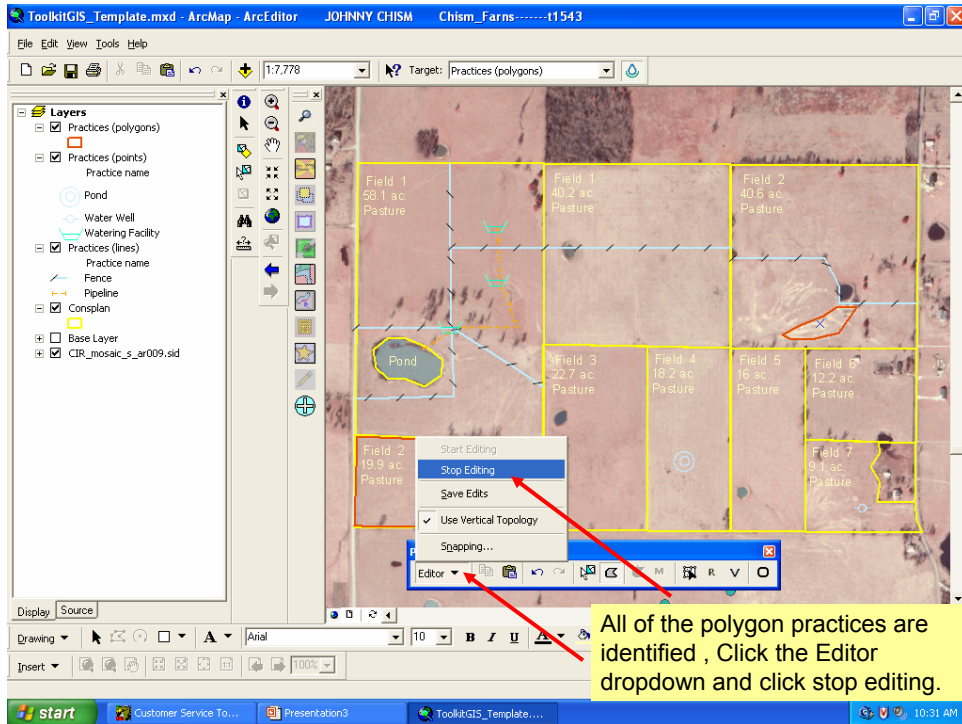 ToolkitGIS_Template.mxd - ArcMap - ArcEditor JOHNNY CHISM Chism_Farns-------t1543
File Edit View Tools Help
1:7,778
Target: Practices (polygons)
Layers
Practices (polygons)
Practices (points)
Practice name
Pond
Water Well
Watering Facility
Practices (lines)
Practice name
Fence
Pipeline
Consplan
Base Layer
CIR_mosaic_s_ar009.sid
Field 1
58.1 ac.
Pasture
Field 1
40.2 ac.
Pasture
Field 2
40.6 ac.
Pasture
Pond
Field 3
22.7 ac.
Pasture
Field 4
18.2 ac.
Pasture
Field 5
16 ac.
Pasture
Field 6
12.2 ac.
Pasture
Field 7
9.1 ac.
Pasture
Field 2
19.9 ac.
Pasture
Start Editing
Stop Editing
Save Edits
Use Vertical Topology
Snapping...
Editor
M R V
Display Source
Drawing A Arial 10 B I U A
Insert 100%
All of the polygon practices are
identified , Click the Editor
dropdown and click stop editing.
start Customer Service To... Presentation3 ToolkitGIS_Template.... 10:31 AM